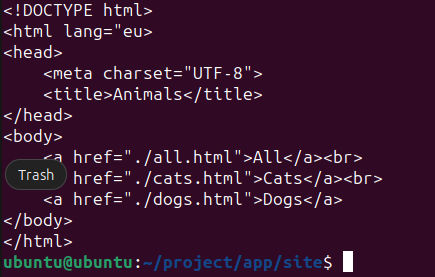 <!DOCTYPE html>
<html lang="eu>
<head>
    <meta charset="UTF-8">
    <title>Animals</title>
</head>
<body>
    <a href="./all.html">All</a><br>
Trash
href="./cats.html">Cats</a><br>
    <a href="./dogs.html">Dogs</a>
</body>
</html>
ubuntu@ubuntu:~/project/app/site$